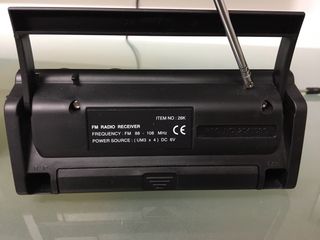 ITEM NO : 26K
FM RADIO RECEIVER
FREQUENCY : FM 88 - 108 MHz
POWER SOURCE : ( UM3 x 4 ) DC 6V
CE